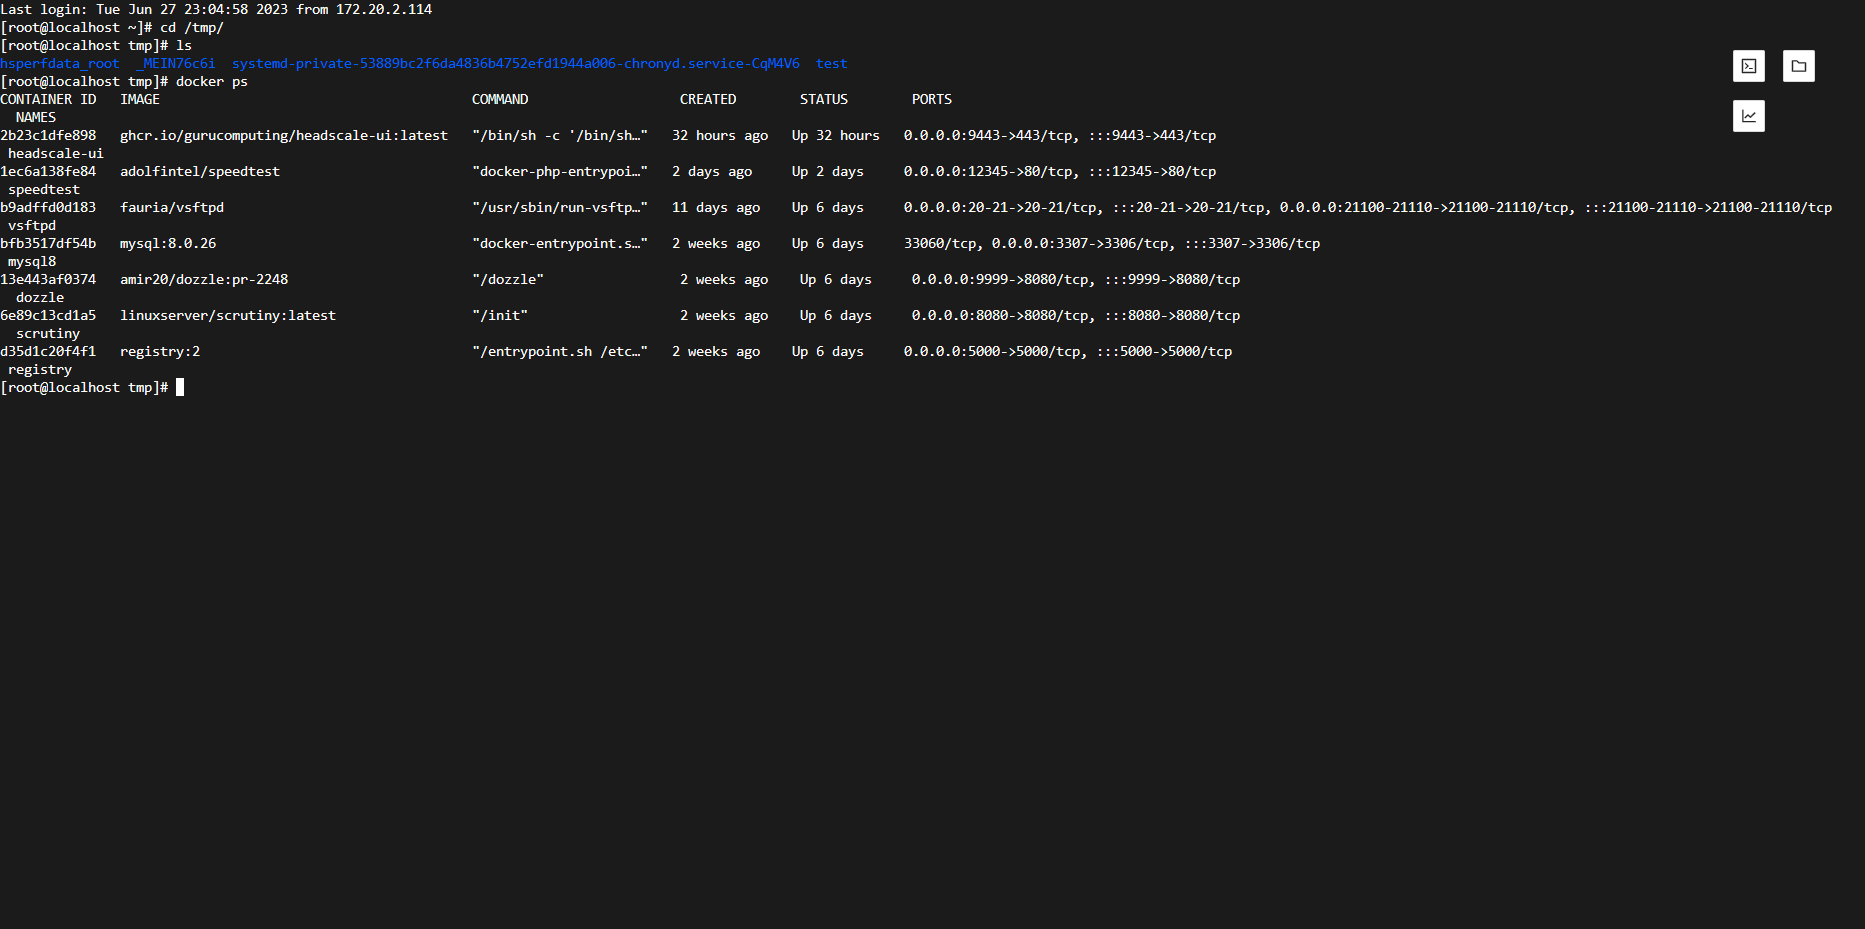 Last login: Tue Jun 27 23:04:58 2023 from 172.20.2.114
[root@localhost ~]# cd /tmp/
[root@localhost tmp]# ls
hsperfdata_root  _MEIN76c6i  systemd-private-53889bc2f6da4836b4752efd1944a006-chronyd.service-CqM4V6  test
[root@localhost tmp]# docker ps
CONTAINER ID   IMAGE                                       COMMAND                   CREATED        STATUS        PORTS
  NAMES
2b23c1dfe898   ghcr.io/gurucomputing/headscale-ui:latest   "/bin/sh -c '/bin/sh…"   32 hours ago   Up 32 hours   0.0.0.0:9443->443/tcp, :::9443->443/tcp
 headscale-ui
1ec6a138fe84   adolfintel/speedtest                        "docker-php-entrypoi…"   2 days ago     Up 2 days     0.0.0.0:12345->80/tcp, :::12345->80/tcp
 speedtest
b9adffd0d183   fauria/vsftpd                               "/usr/sbin/run-vsftp…"   11 days ago    Up 6 days     0.0.0.0:20-21->20-21/tcp, :::20-21->20-21/tcp, 0.0.0.0:21100-21110->21100-21110/tcp, :::21100-21110->21100-21110/tcp
 vsftpd
bfb3517df54b   mysql:8.0.26                                "docker-entrypoint.s…"   2 weeks ago    Up 6 days     33060/tcp, 0.0.0.0:3307->3306/tcp, :::3307->3306/tcp
 mysql8
13e443af0374   amir20/dozzle:pr-2248                       "/dozzle"                 2 weeks ago    Up 6 days     0.0.0.0:9999->8080/tcp, :::9999->8080/tcp
  dozzle
6e89c13cd1a5   linuxserver/scrutiny:latest                 "/init"                   2 weeks ago    Up 6 days     0.0.0.0:8080->8080/tcp, :::8080->8080/tcp
  scrutiny
d35d1c20f4f1   registry:2                                  "/entrypoint.sh /etc…"   2 weeks ago    Up 6 days     0.0.0.0:5000->5000/tcp, :::5000->5000/tcp
 registry
[root@localhost tmp]#